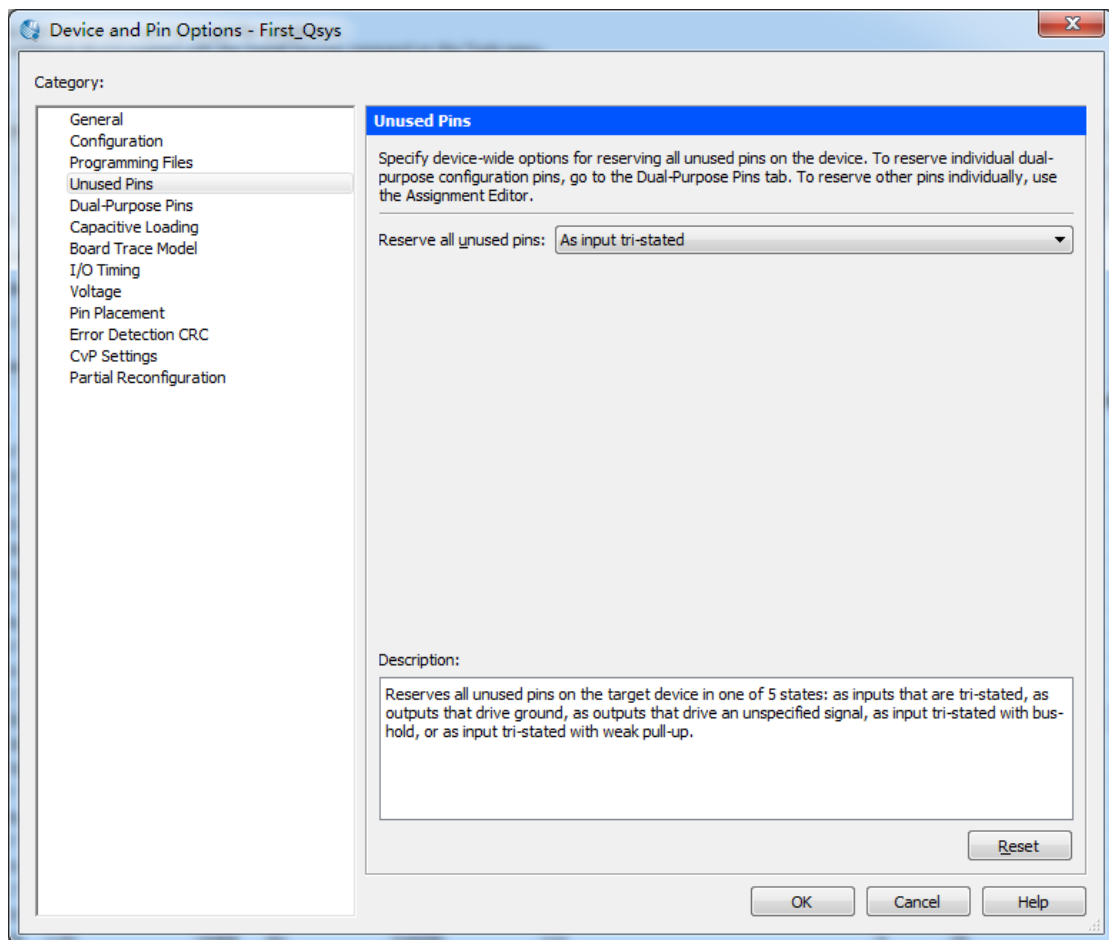 Device and Pin Options - First_Qsys
Category:
General
Configuration
Programming Files
Unused Pins
Dual-Purpose Pins
Capacitive Loading
Board Trace Model
I/O Timing
Voltage
Pin Placement
Error Detection CRC
CvP Settings
Partial Reconfiguration
Unused Pins
Specify device-wide options for reserving all unused pins on the device. To reserve individual dual-
purpose configuration pins, go to the Dual-Purpose Pins tab. To reserve other pins individually, use
the Assignment Editor.
Reserve all unused pins: As input tri-stated
Description:
Reserves all unused pins on the target device in one of 5 states: as inputs that are tri-stated, as
outputs that drive ground, as outputs that drive an unspecified signal, as input tri-stated with bus-
hold, or as input tri-stated with weak pull-up.
Reset
OK Cancel Help